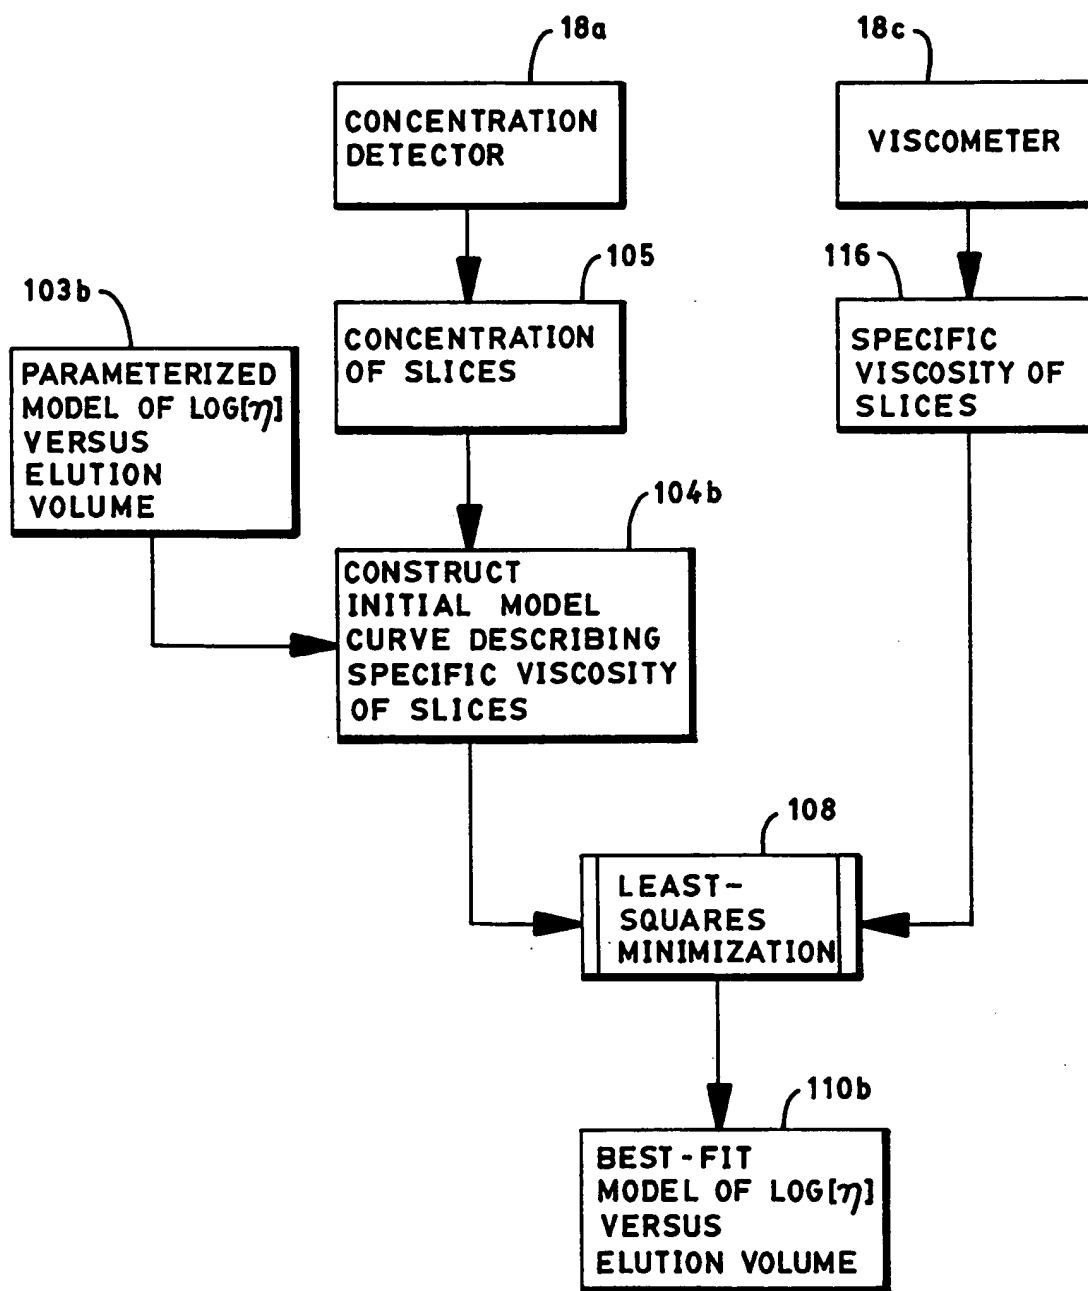 18a
CONCENTRATION
DETECTOR
18c
VISCOMETER
105
CONCENTRATION
OF SLICES
116
SPECIFIC
VISCOSITY OF
SLICES
103b
PARAMETERIZED
MODEL OF LOG[η]
VERSUS
ELUTION
VOLUME
104b
CONSTRUCT
INITIAL MODEL
CURVE DESCRIBING
SPECIFIC VISCOSITY
OF SLICES
108
LEAST-
SQUARES
MINIMIZATION
110b
BEST-FIT
MODEL OF LOG[η]
VERSUS
ELUTION VOLUME